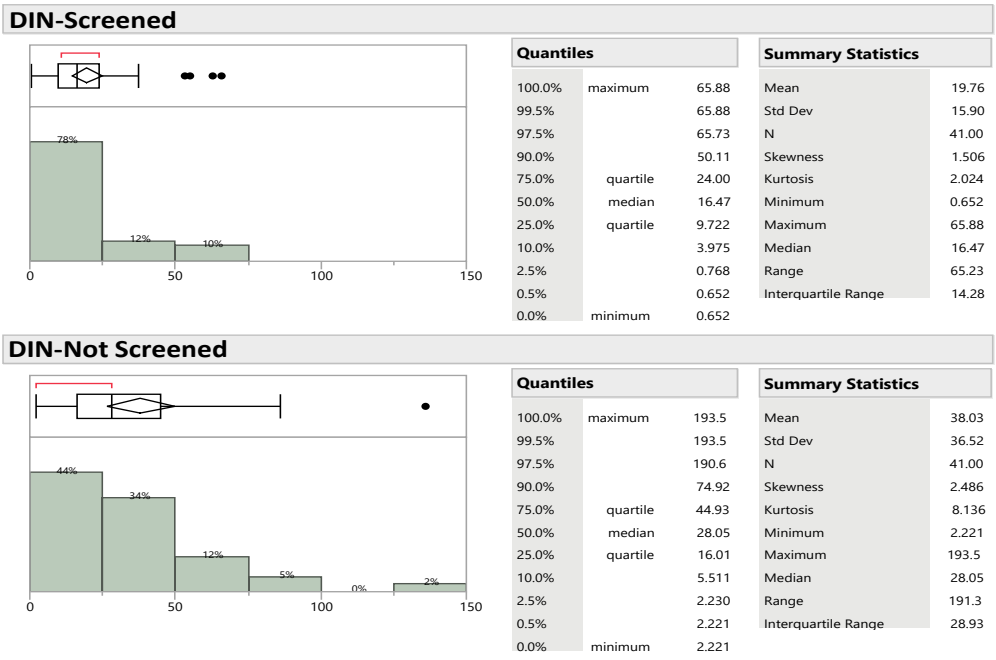 DIN-Screened
78%
12%
10%
0 50 100 150
Quantiles
100.0% maximum 65.88
99.5% 65.88
97.5% 65.73
90.0% 50.11
75.0% quartile 24.00
50.0% median 16.47
25.0% quartile 9.722
10.0% 3.975
2.5% 0.768
0.5% 0.652
0.0% minimum 0.652
Summary Statistics
Mean 19.76
Std Dev 15.90
N 41.00
Skewness 1.506
Kurtosis 2.024
Minimum 0.652
Maximum 65.88
Median 16.47
Range 65.23
Interquartile Range 14.28
DIN-Not Screened
44%
34%
12%
5%
0%
2%
0 50 100 150
Quantiles
100.0% maximum 193.5
99.5% 193.5
97.5% 190.6
90.0% 74.92
75.0% quartile 44.93
50.0% median 28.05
25.0% quartile 16.01
10.0% 5.511
2.5% 2.230
0.5% 2.221
0.0% minimum 2.221
Summary Statistics
Mean 38.03
Std Dev 36.52
N 41.00
Skewness 2.486
Kurtosis 8.136
Minimum 2.221
Maximum 193.5
Median 28.05
Range 191.3
Interquartile Range 28.93